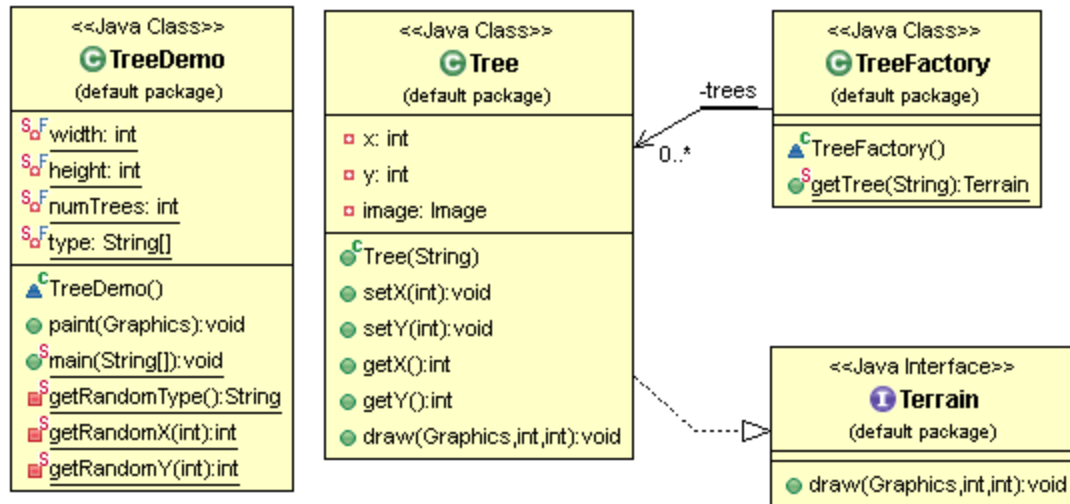 <<Java Class>>
TreeDemo
(default package)
width: int
height: int
numTrees: int
type: String[]
TreeDemo()
paint(Graphics):void
main(String[]):void
getRandomType():String
getRandomX(int):int
getRandomY(int):int
<<Java Class>>
Tree
(default package)
x: int
y: int
image: Image
Tree(String)
setX(int):void
setY(int):void
getX():int
getY():int
draw(Graphics,int,int):void
-trees
0..*
<<Java Class>>
TreeFactory
(default package)
TreeFactory()
getTree(String):Terrain
<<Java Interface>>
Terrain
(default package)
draw(Graphics,int,int):void